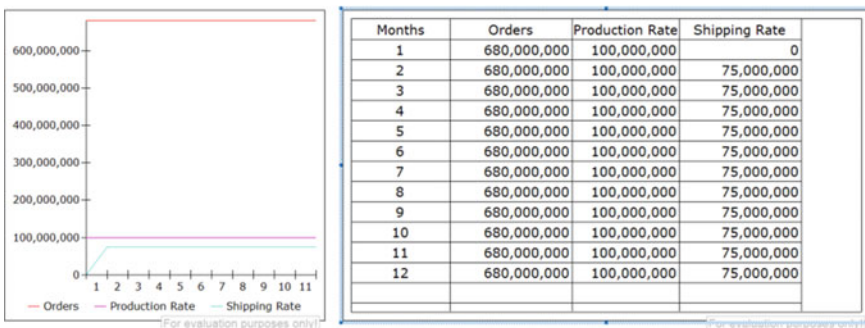 600,000,000
500,000,000
400,000,000
300,000,000
200,000,000
100,000,000
0
1 2 3 4 5 6 7 8 9 10 11
Orders Production Rate Shipping Rate
(For evaluation purposes only!)
Months Orders Production Rate Shipping Rate
1 680,000,000 100,000,000 0
2 680,000,000 100,000,000 75,000,000
3 680,000,000 100,000,000 75,000,000
4 680,000,000 100,000,000 75,000,000
5 680,000,000 100,000,000 75,000,000
6 680,000,000 100,000,000 75,000,000
7 680,000,000 100,000,000 75,000,000
8 680,000,000 100,000,000 75,000,000
9 680,000,000 100,000,000 75,000,000
10 680,000,000 100,000,000 75,000,000
11 680,000,000 100,000,000 75,000,000
12 680,000,000 100,000,000 75,000,000
(For evaluation purposes only!)